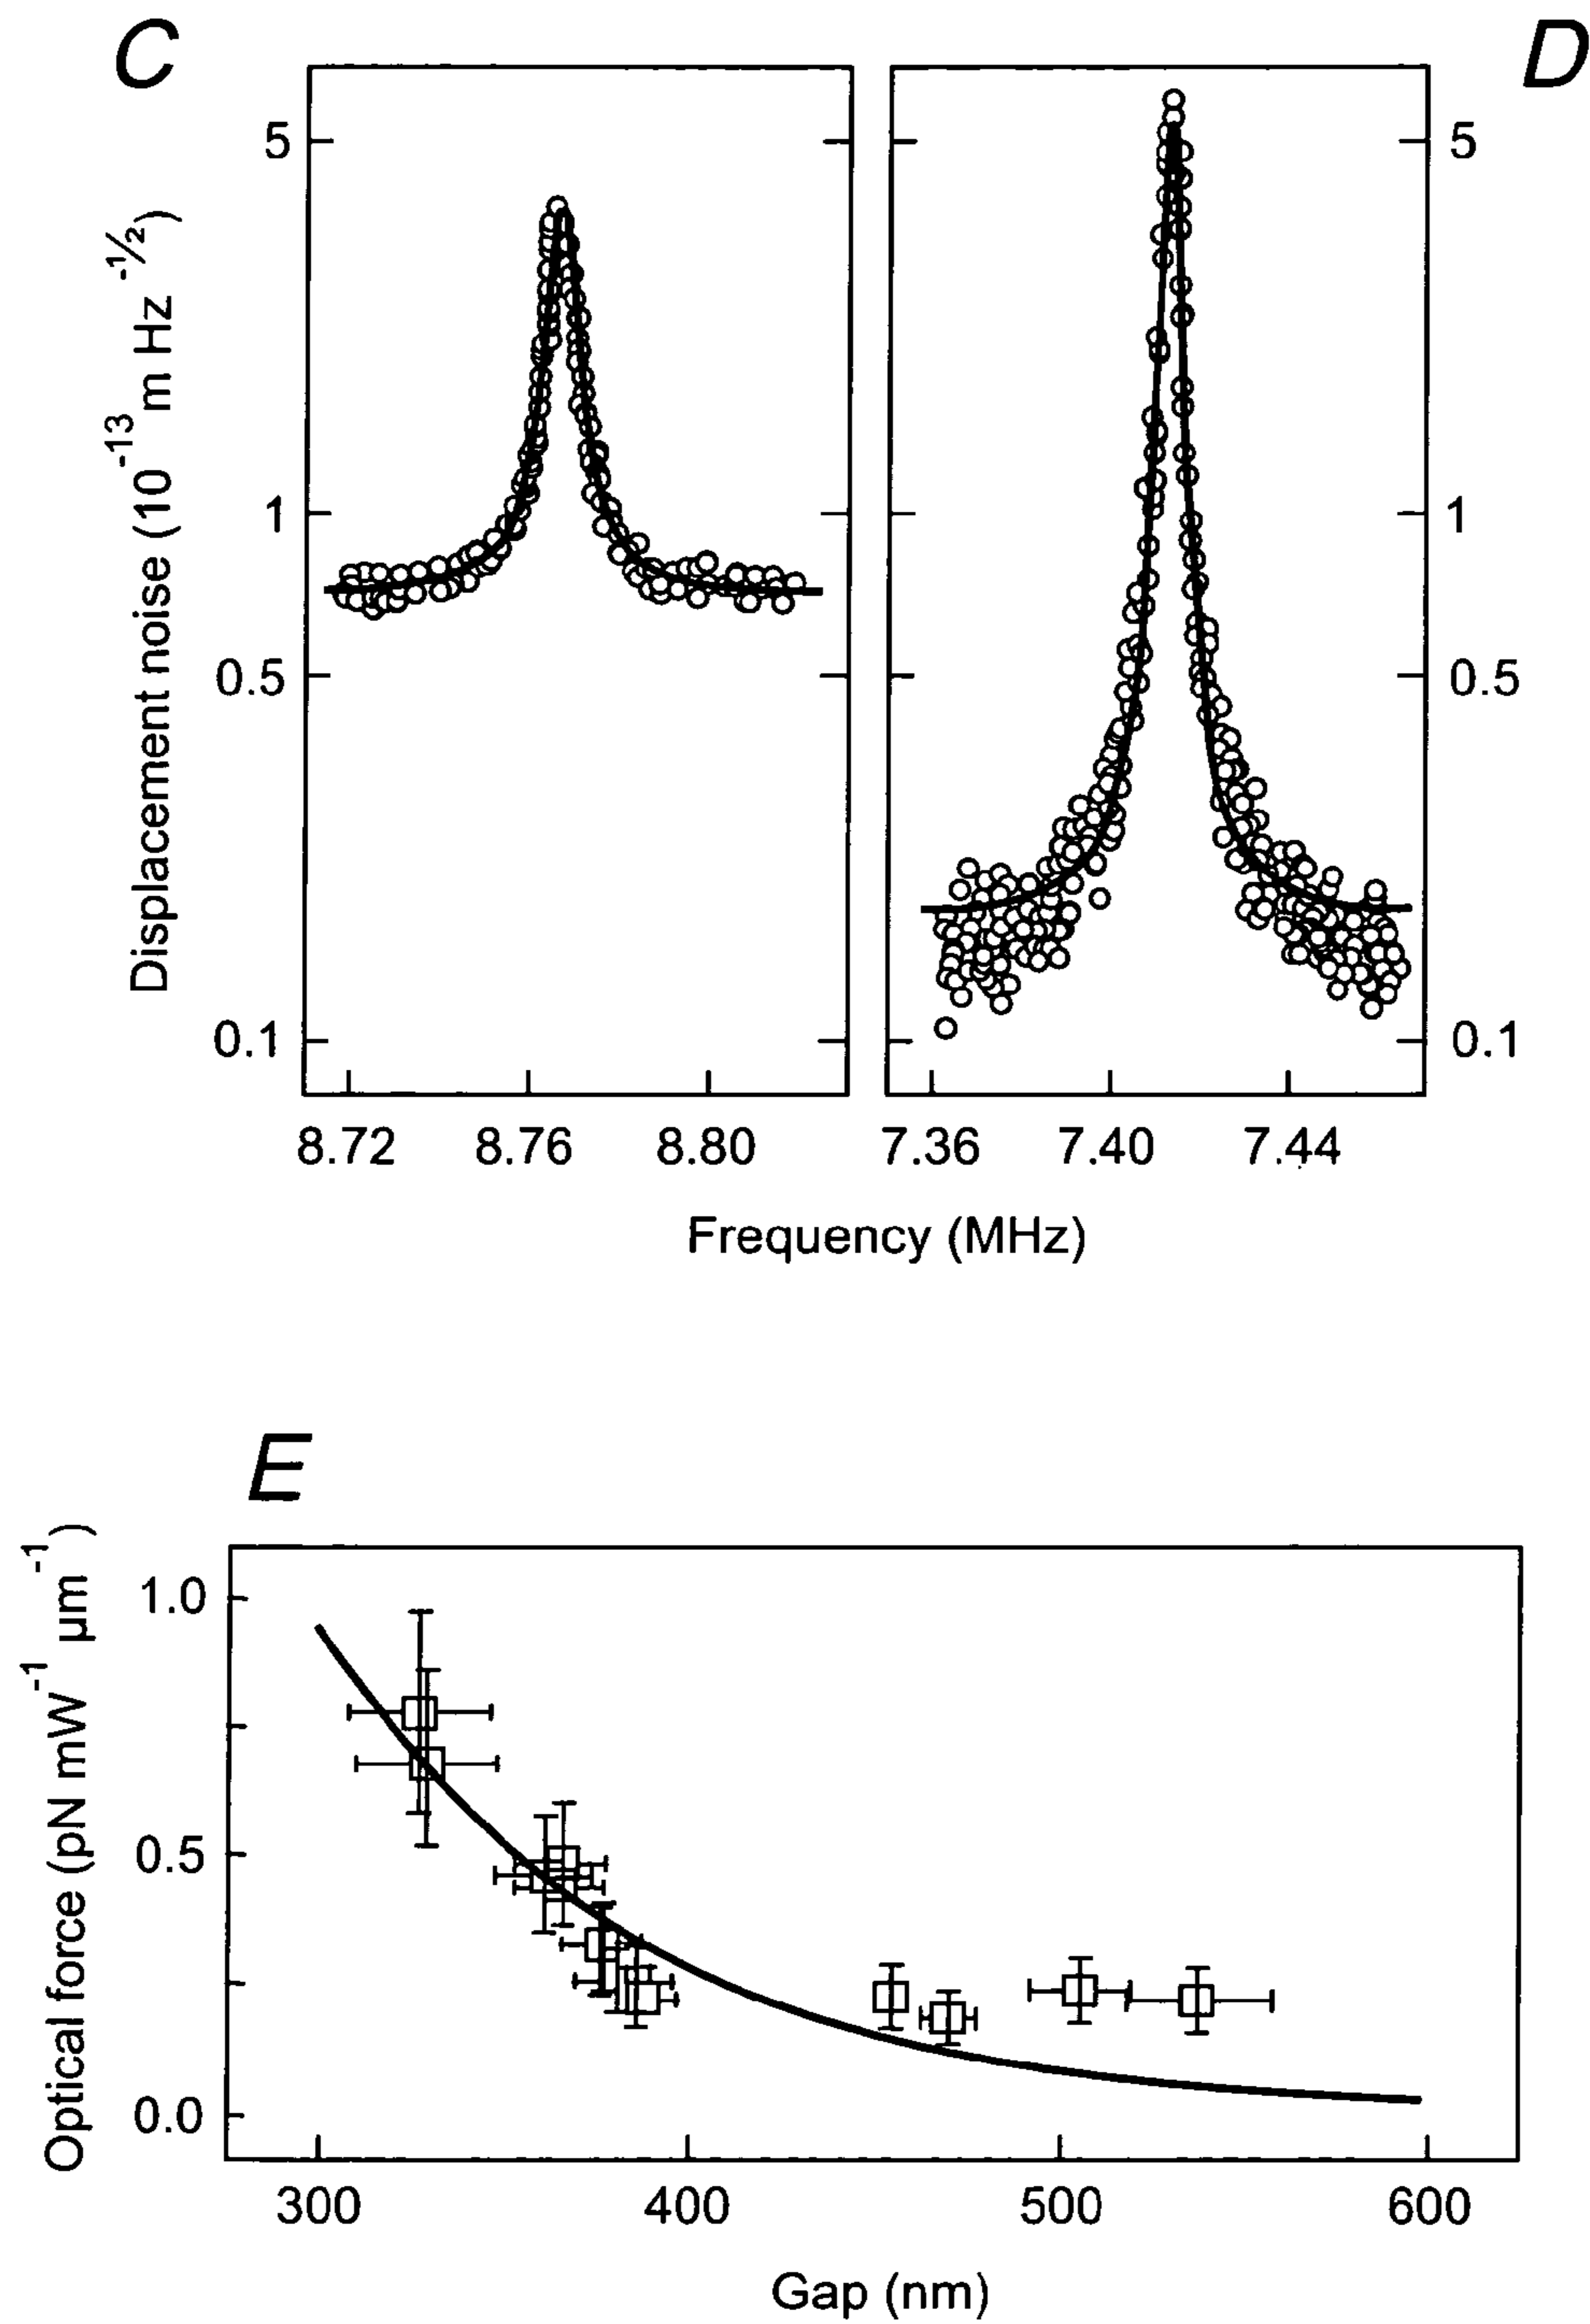 C
D
5
1
0.5
0.1
Displacement noise (10⁻¹³ m Hz⁻½)
5
1
0.5
0.1
8.72 8.76 8.80 7.36 7.40 7.44
Frequency (MHz)
E
Optical force (pN mW⁻¹ µm⁻¹)
1.0
0.5
0.0
300 400 500 600
Gap (nm)